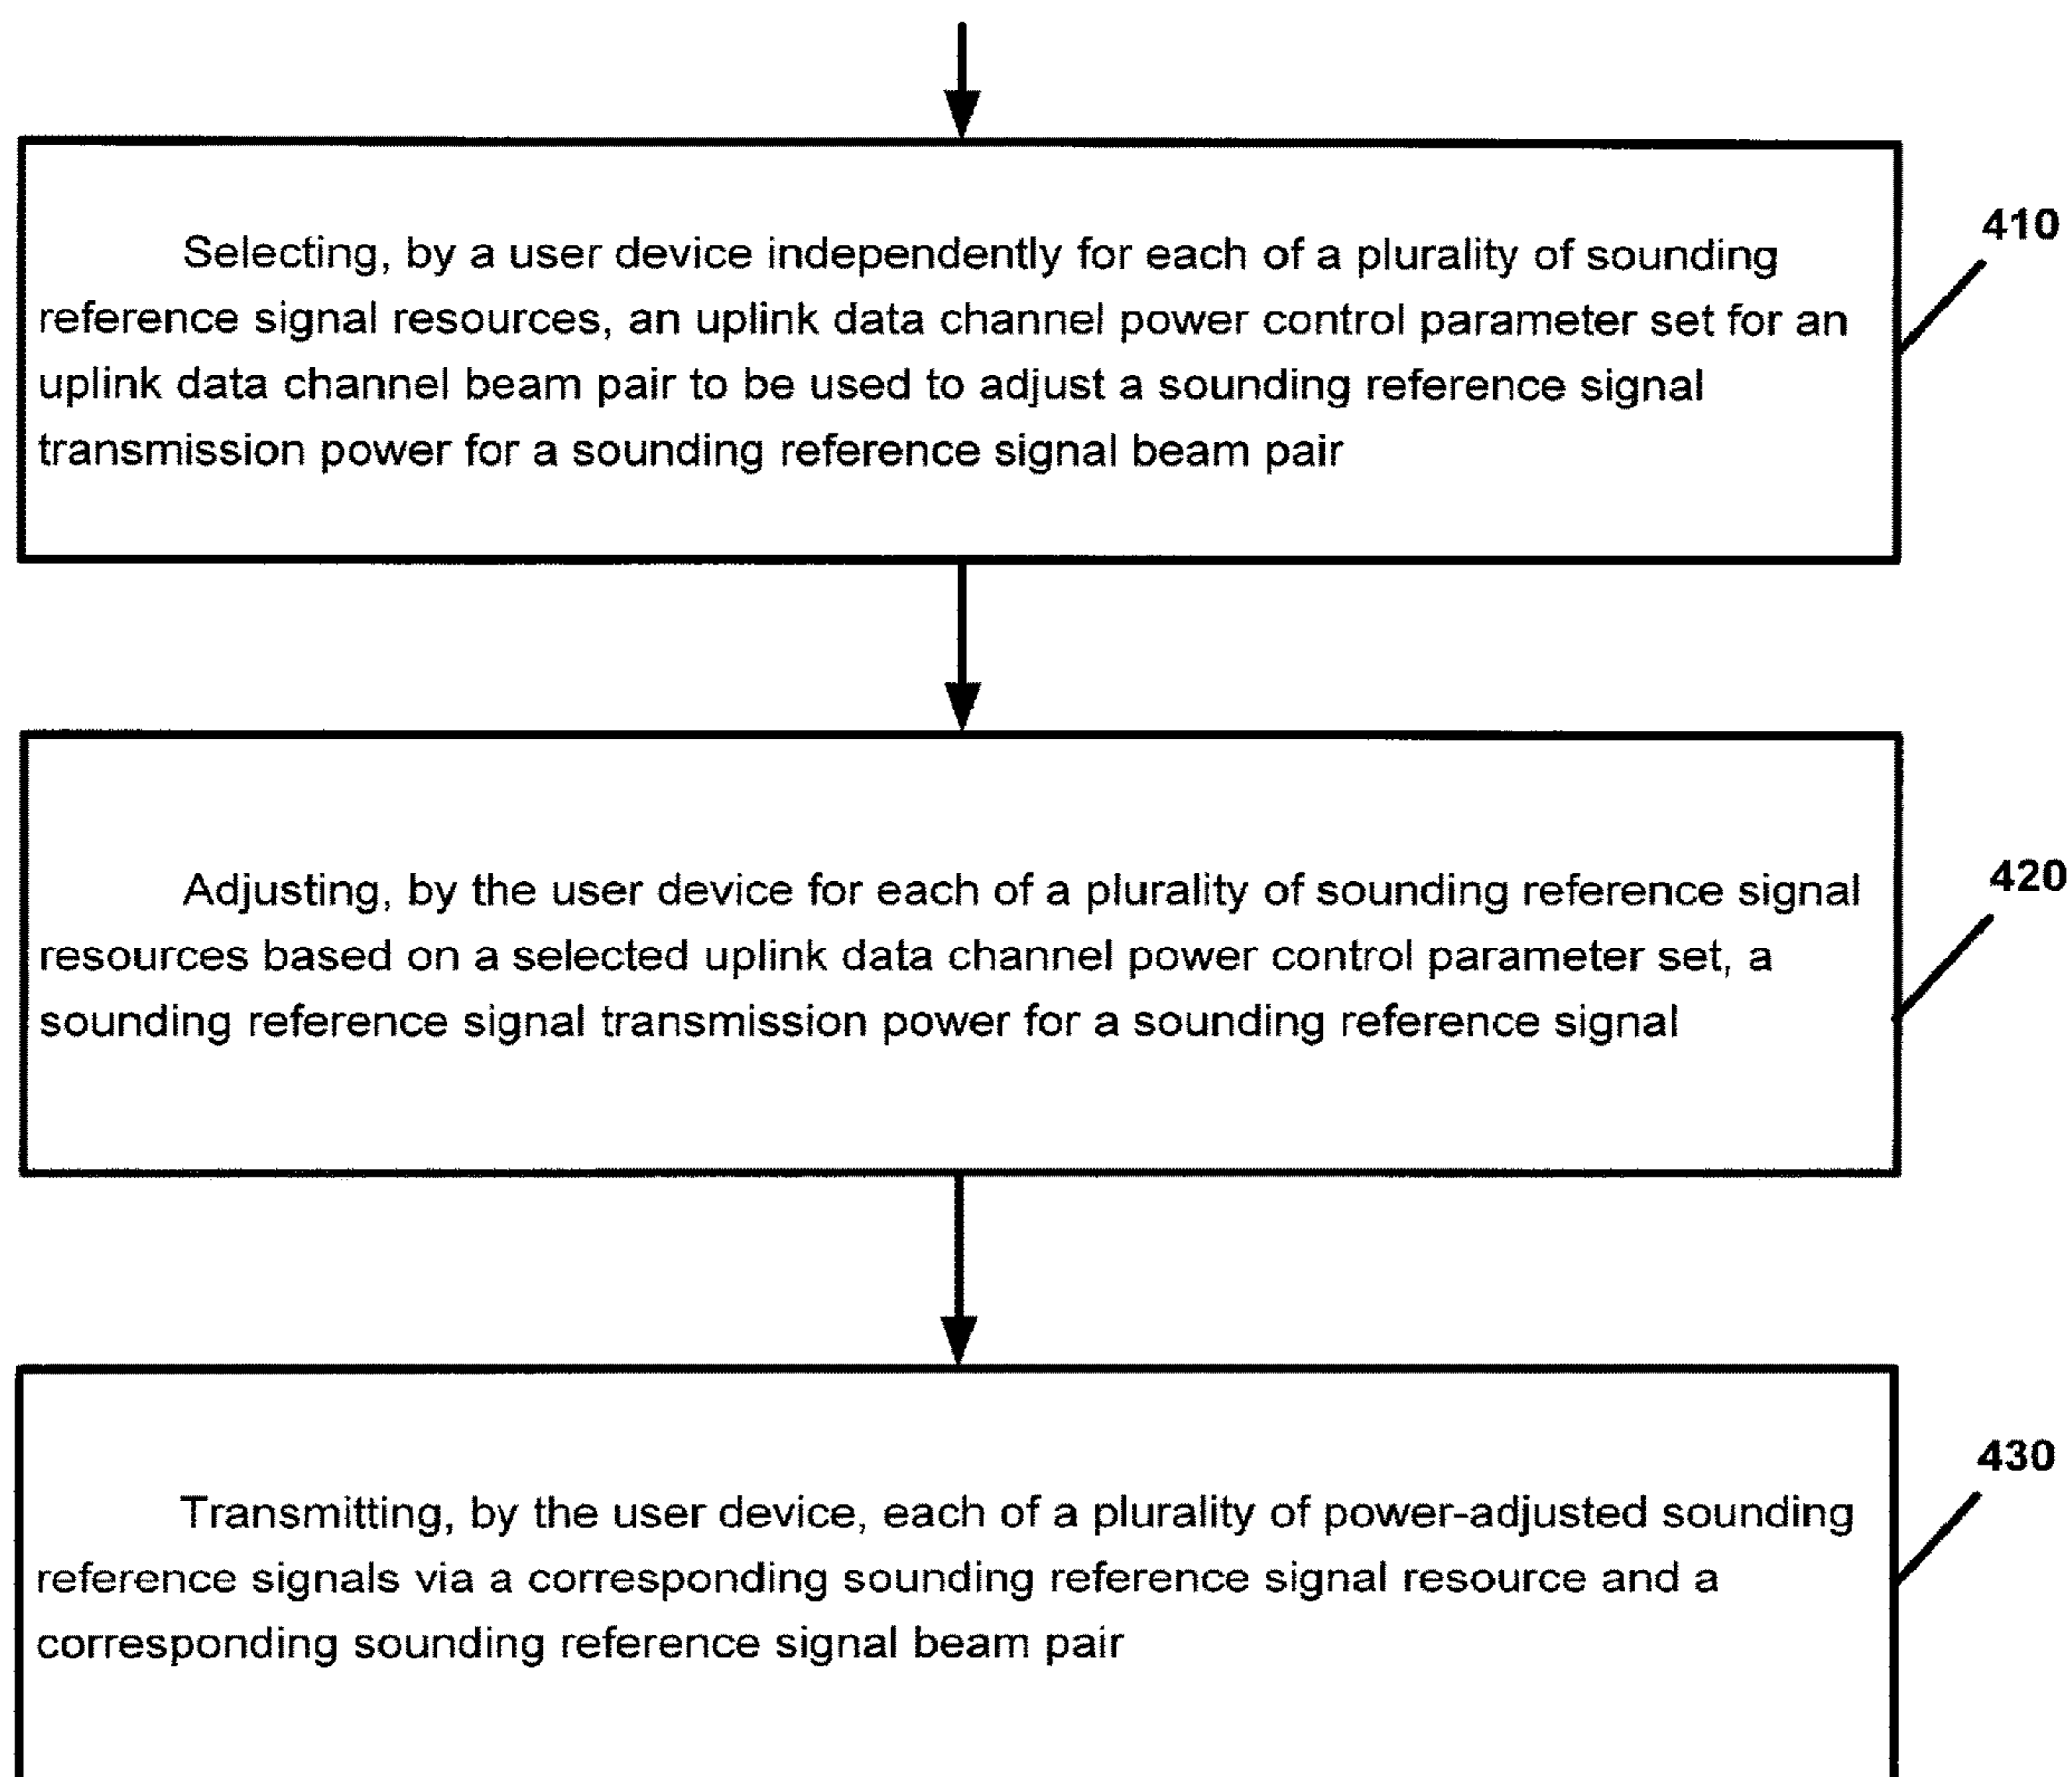 Selecting, by a user device independently for each of a plurality of sounding
reference signal resources, an uplink data channel power control parameter set for an
uplink data channel beam pair to be used to adjust a sounding reference signal
transmission power for a sounding reference signal beam pair
410
Adjusting, by the user device for each of a plurality of sounding reference signal
resources based on a selected uplink data channel power control parameter set, a
sounding reference signal transmission power for a sounding reference signal
420
Transmitting, by the user device, each of a plurality of power-adjusted sounding
reference signals via a corresponding sounding reference signal resource and a
corresponding sounding reference signal beam pair
430